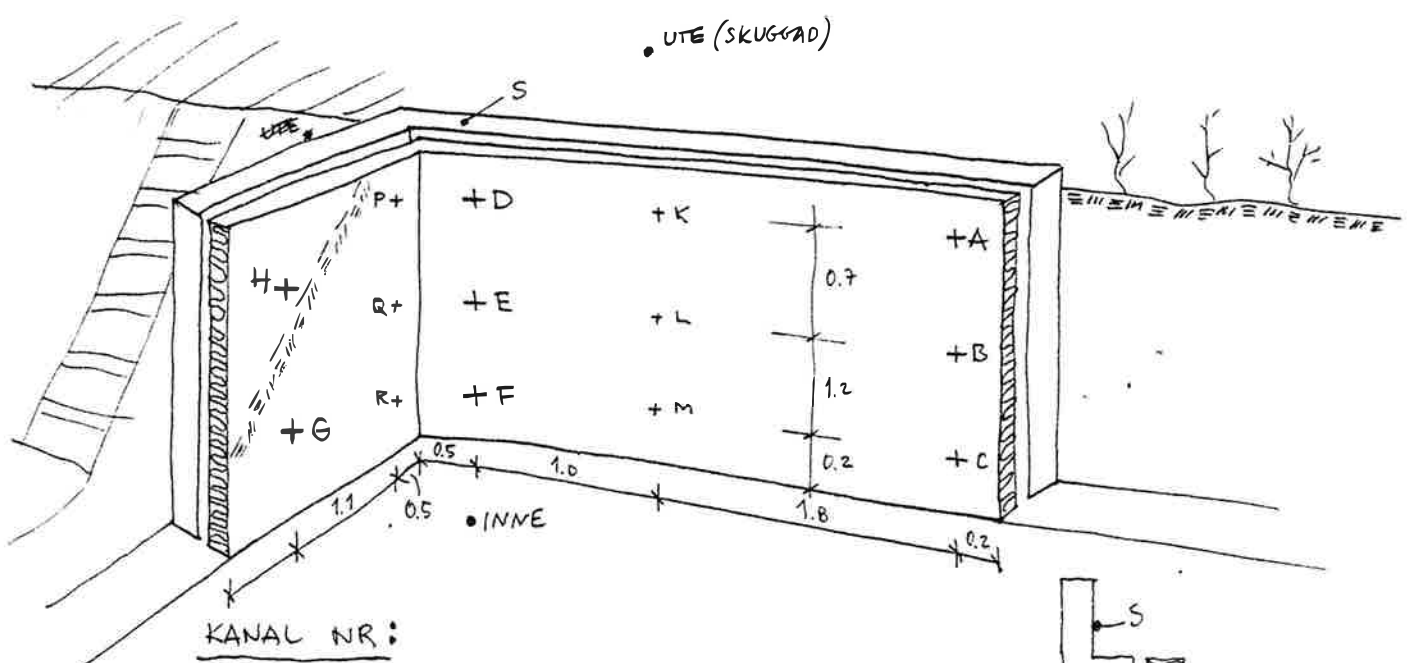 UTE (SKUGGAD)
S
UTE
P+ +D +K +A
0.7
H+
Q+ +E +L +B
1.2
R+ +F +M
+G
0.2 +C
0.5 1.0 1.8 0.2
1.1 0.5
INNE
KANAL NR:
S